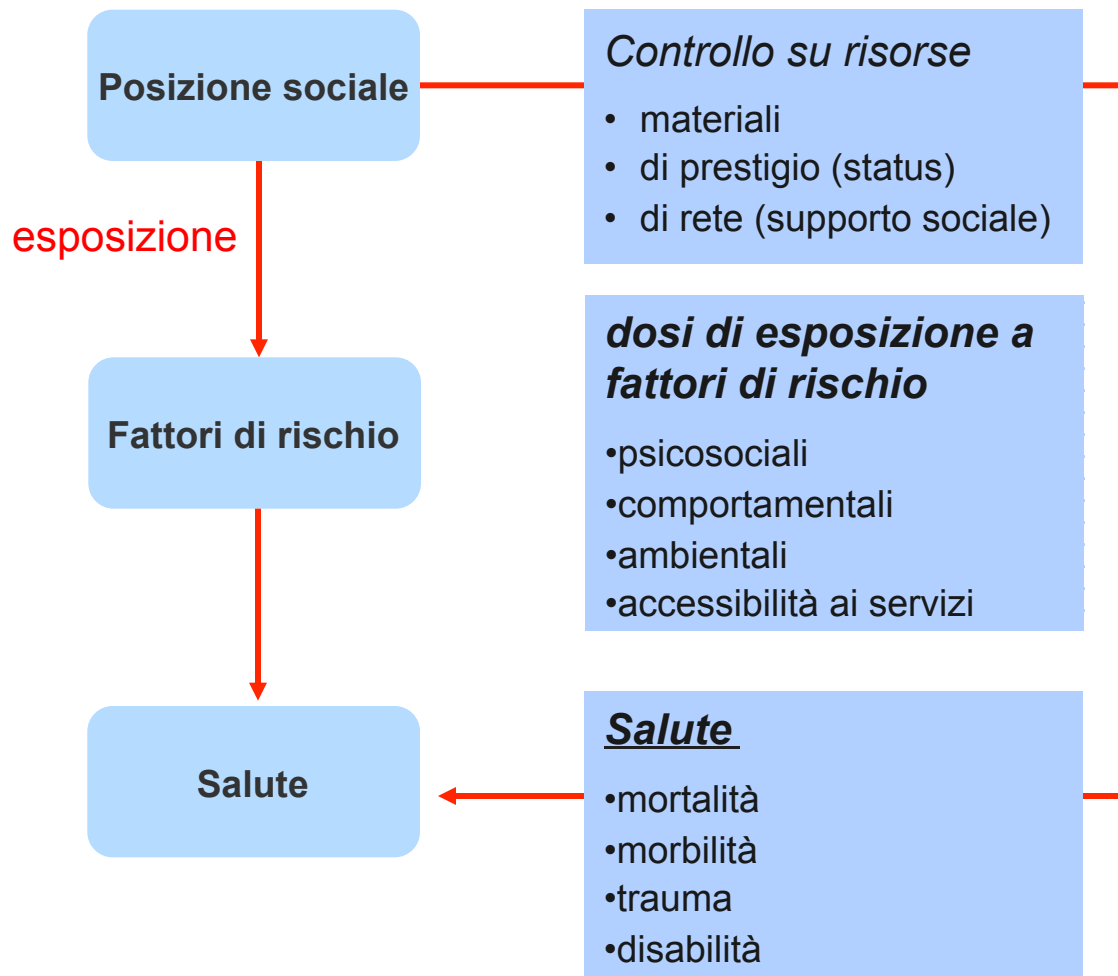 Posizione sociale
Controllo su risorse
• materiali
• di prestigio (status)
• di rete (supporto sociale)
esposizione
dosi di esposizione a
fattori di rischio
•psicosociali
•comportamentali
•ambientali
•accessibilità ai servizi
Fattori di rischio
Salute
•mortalità
•morbilità
•trauma
•disabilità
Salute